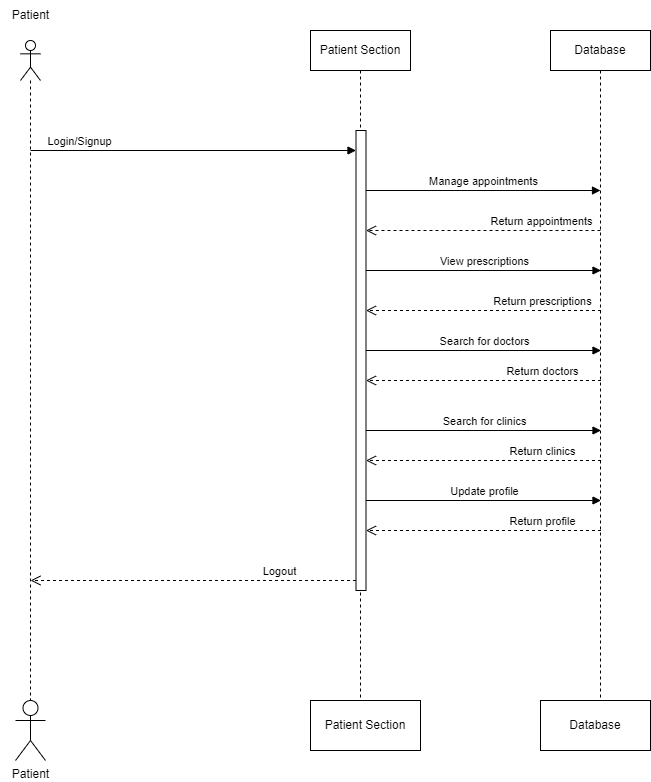 Patient
Patient Section
Database
Login/Signup
Manage appointments
Return appointments
View prescriptions
Return prescriptions
Search for doctors
Return doctors
Search for clinics
Return clinics
Update profile
Return profile
Logout
Patient Section
Database
Patient